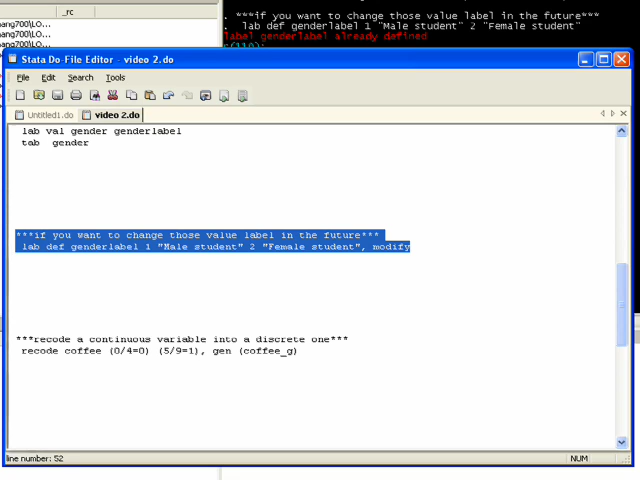 _rc
hang700\LO...
ang700\LO...
ang700\LO...
. ***if you want to change those value label in the future***
. lab def genderlabel 1 "Male student" 2 "Female student"
label genderlabel already defined
r(110);
Stata Do-File Editor - video 2.do
File Edit Search Tools
Untitled1.do video 2.do
lab val gender genderlabel
tab gender
***if you want to change those value label in the future***
lab def genderlabel 1 "Male student" 2 "Female student", modify
***recode a continuous variable into a discrete one***
recode coffee (0/4=0) (5/9=1), gen (coffee_g)
line number: 52
NUM